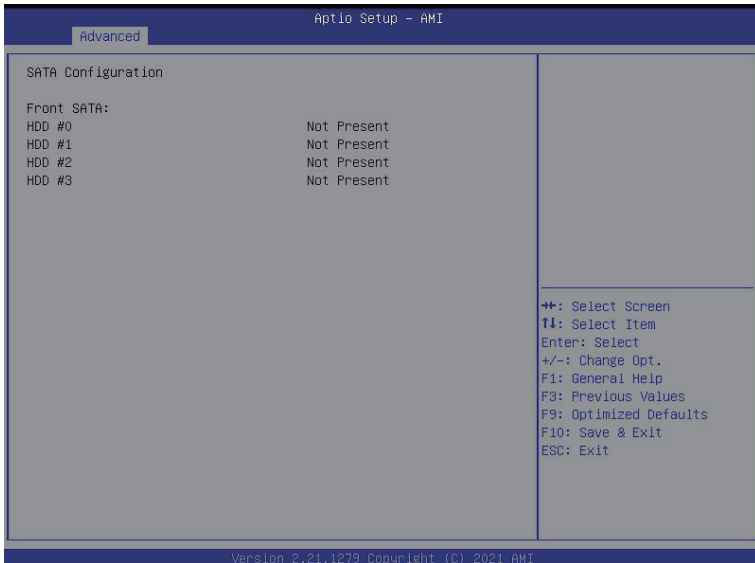 Aptio Setup – AMI
Advanced
SATA Configuration
Front SATA:
HDD #0 Not Present
HDD #1 Not Present
HDD #2 Not Present
HDD #3 Not Present
→←: Select Screen
↑↓: Select Item
Enter: Select
+/-: Change Opt.
F1: General Help
F3: Previous Values
F9: Optimized Defaults
F10: Save & Exit
ESC: Exit
Version 2.21.1279 Copyright (C) 2021 AMI